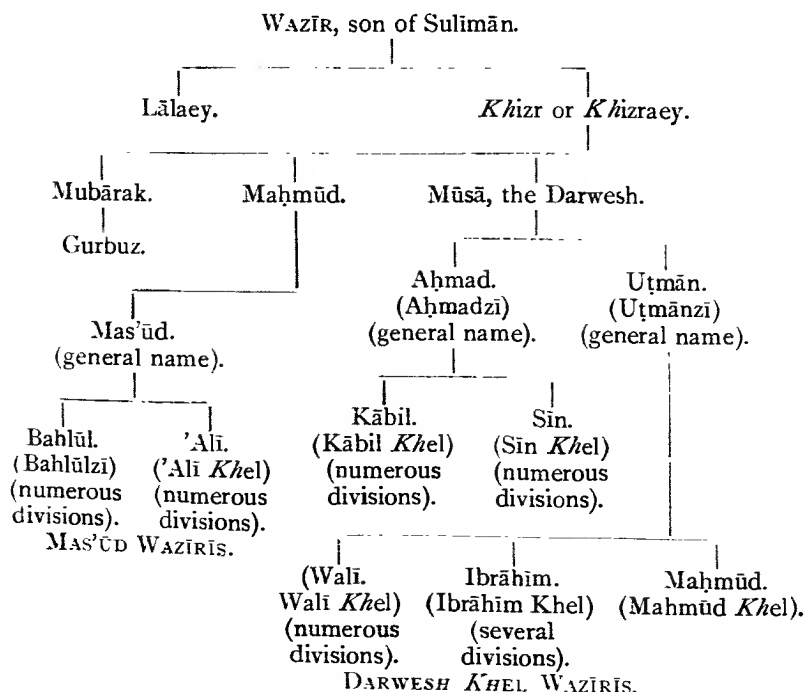 WAZĪR, son of Sulīmān.
Lālaey. Khizr or Khizraey.
Mubārak. Maḥmūd. Mūsā, the Darwesh.
Gurbuz.
Aḥmad. Uṭmān.
(Aḥmadzī) (Uṭmānzī)
(general name). (general name).
Mas'ūd.
(general name).
Kābil. Sīn.
(Kābil Khel) (Sīn Khel)
(numerous (numerous
divisions). divisions).
Bahlūl. 'Alī.
(Bahlūlzī) ('Alī Khel)
(numerous (numerous
divisions). divisions).
MAS'ŪD WAZĪRĪS.
(Walī. Ibrāhīm. Maḥmūd.
Walī Khel) (Ibrāhīm Khel) (Maḥmūd Khel).
(numerous (several
divisions). divisions).
DARWESH KHEL WAZĪRĪS.